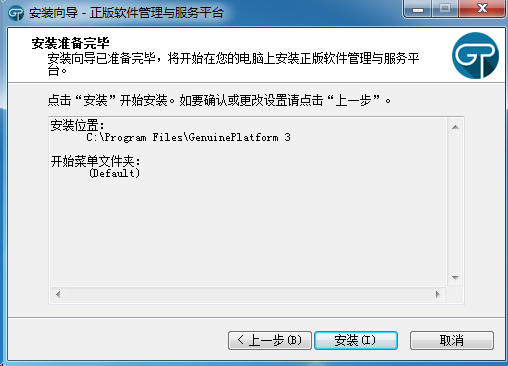 安装向导 - 正版软件管理与服务平台
安装准备完毕
安装向导已准备完毕，将开始在您的电脑上安装正版软件管理与服务平
台。
GP
点击“安装”开始安装。如要确认或更改设置请点击“上一步”。
安装位置:
C:\Program Files\GenuinePlatform 3
开始菜单文件夹:
(Default)
< 上一步(B)
安装(I)
取消